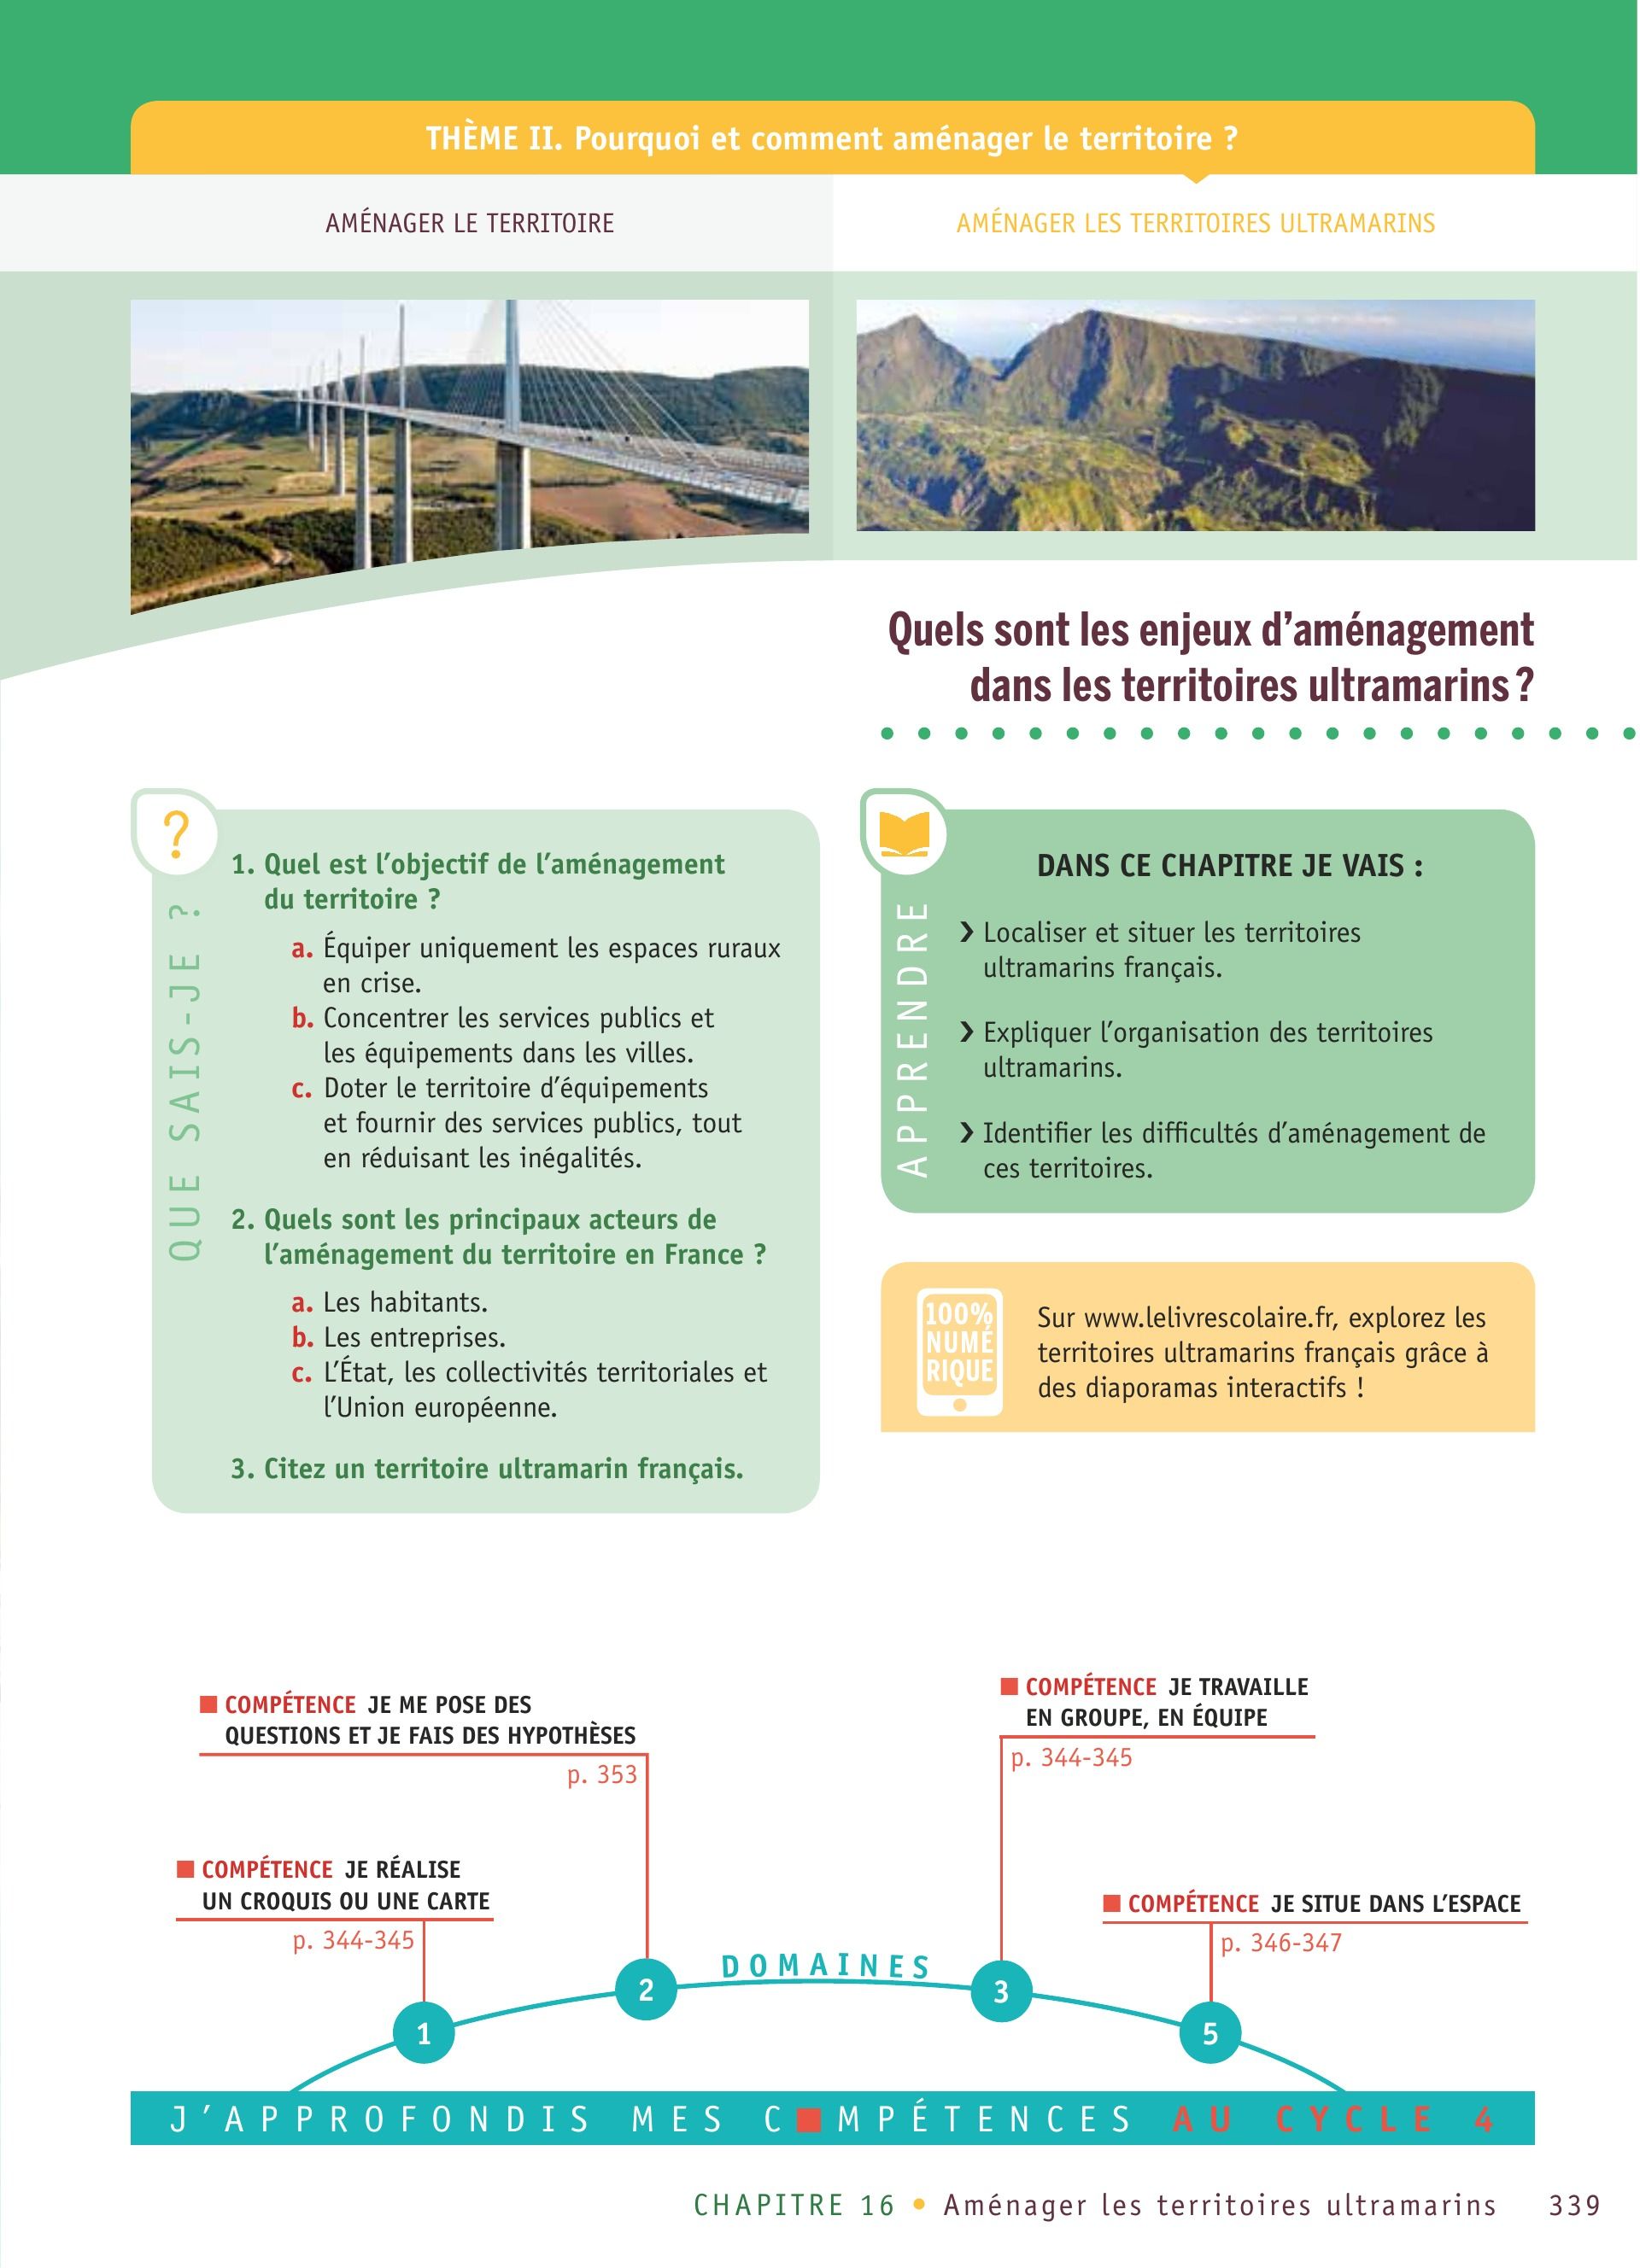 THÈME II. Pourquoi et comment aménager le territoire ?
AMÉNAGER LE TERRITOIRE
AMÉNAGER LES TERRITOIRES ULTRAMARINS
Quels sont les enjeux d’aménagement
dans les territoires ultramarins ?
?
QUE SAIS-JE ?
1. Quel est l’objectif de l’aménagement
du territoire ?
a. Équiper uniquement les espaces ruraux
en crise.
b. Concentrer les services publics et
les équipements dans les villes.
c. Doter le territoire d’équipements
et fournir des services publics, tout
en réduisant les inégalités.
2. Quels sont les principaux acteurs de
l’aménagement du territoire en France ?
a. Les habitants.
b. Les entreprises.
c. L’État, les collectivités territoriales et
l’Union européenne.
3. Citez un territoire ultramarin français.
APPRENDRE
DANS CE CHAPITRE JE VAIS :
❯ Localiser et situer les territoires
ultramarins français.
❯ Expliquer l’organisation des territoires
ultramarins.
❯ Identifier les difficultés d’aménagement de
ces territoires.
100%
NUMÉ
RIQUE
Sur www.lelivrescolaire.fr, explorez les
territoires ultramarins français grâce à
des diaporamas interactifs !
■ COMPÉTENCE JE ME POSE DES
QUESTIONS ET JE FAIS DES HYPOTHÈSES
p. 353
■ COMPÉTENCE JE TRAVAILLE
EN GROUPE, EN ÉQUIPE
p. 344-345
■ COMPÉTENCE JE RÉALISE
UN CROQUIS OU UNE CARTE
p. 344-345
■ COMPÉTENCE JE SITUE DANS L’ESPACE
p. 346-347
DOMAINES
1
2
3
5
J’APPROFONDIS MES C■MPÉTENCES AU CYCLE 4
CHAPITRE 16 • Aménager les territoires ultramarins 339